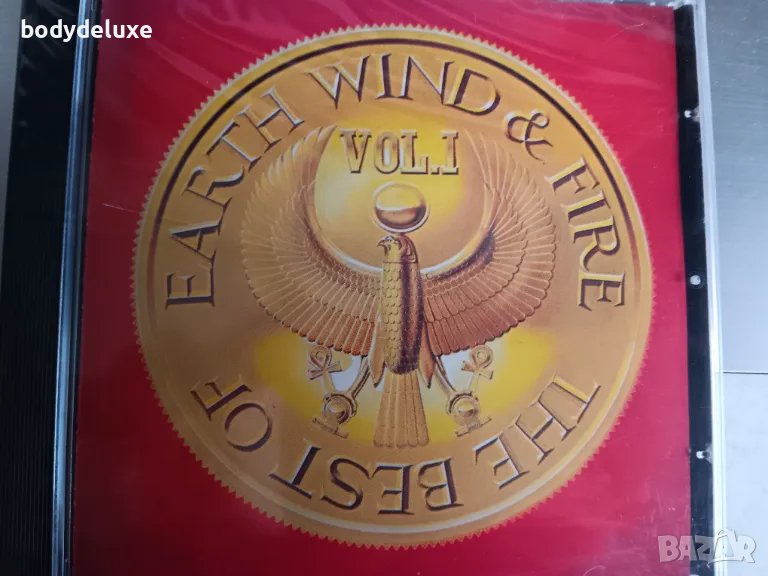 bodydeluxe
EARTH WIND & FIRE
VOL.I
THE BEST OF
BAZAR